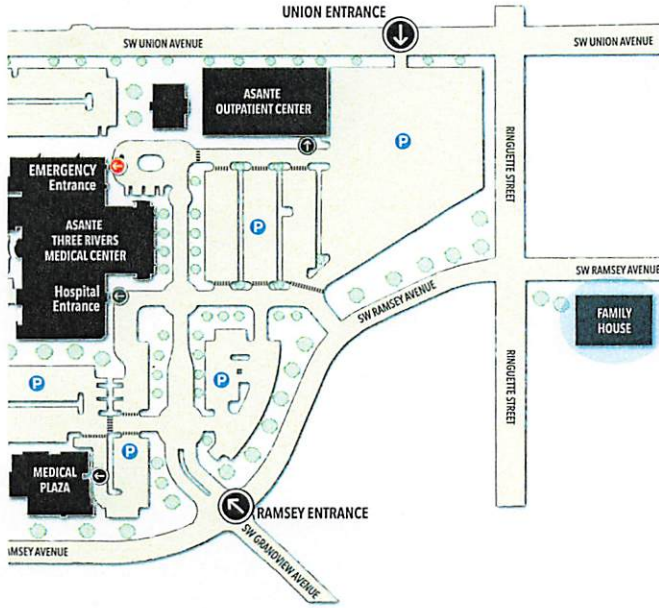 UNION ENTRANCE
SW UNION AVENUE
SW UNION AVENUE
ASANTE
OUTPATIENT CENTER
P
RINGUETTE STREET
EMERGENCY
Entrance
ASANTE
THREE RIVERS
MEDICAL CENTER
P
Hospital
Entrance
SW RAMSEY AVENUE
SW RAMSEY AVENUE
FAMILY
HOUSE
RINGUETTE STREET
P
P
P
MEDICAL
PLAZA
RAMSEY ENTRANCE
AMSEY AVENUE
SW GRANDVIEW AVENUE